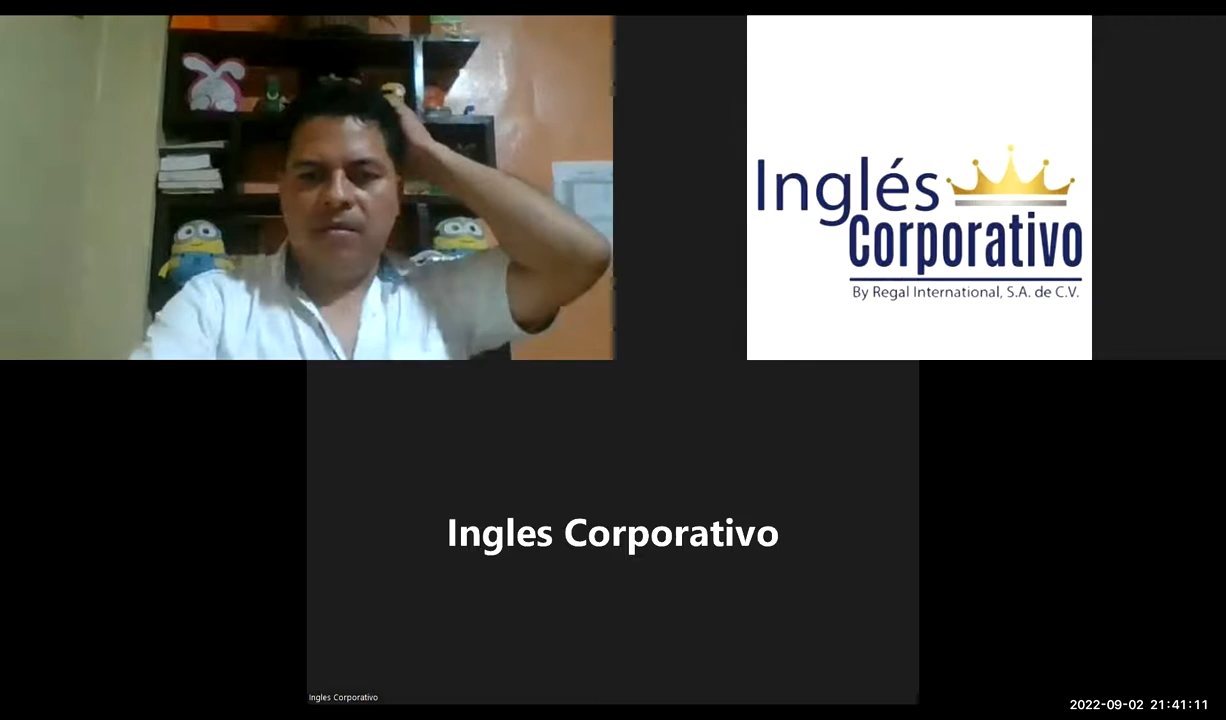 Inglés
Corporativo
By Regal International, S.A. de C.V.
Ingles Corporativo
Ingles Corporativo
2022-09-02 21:41:11